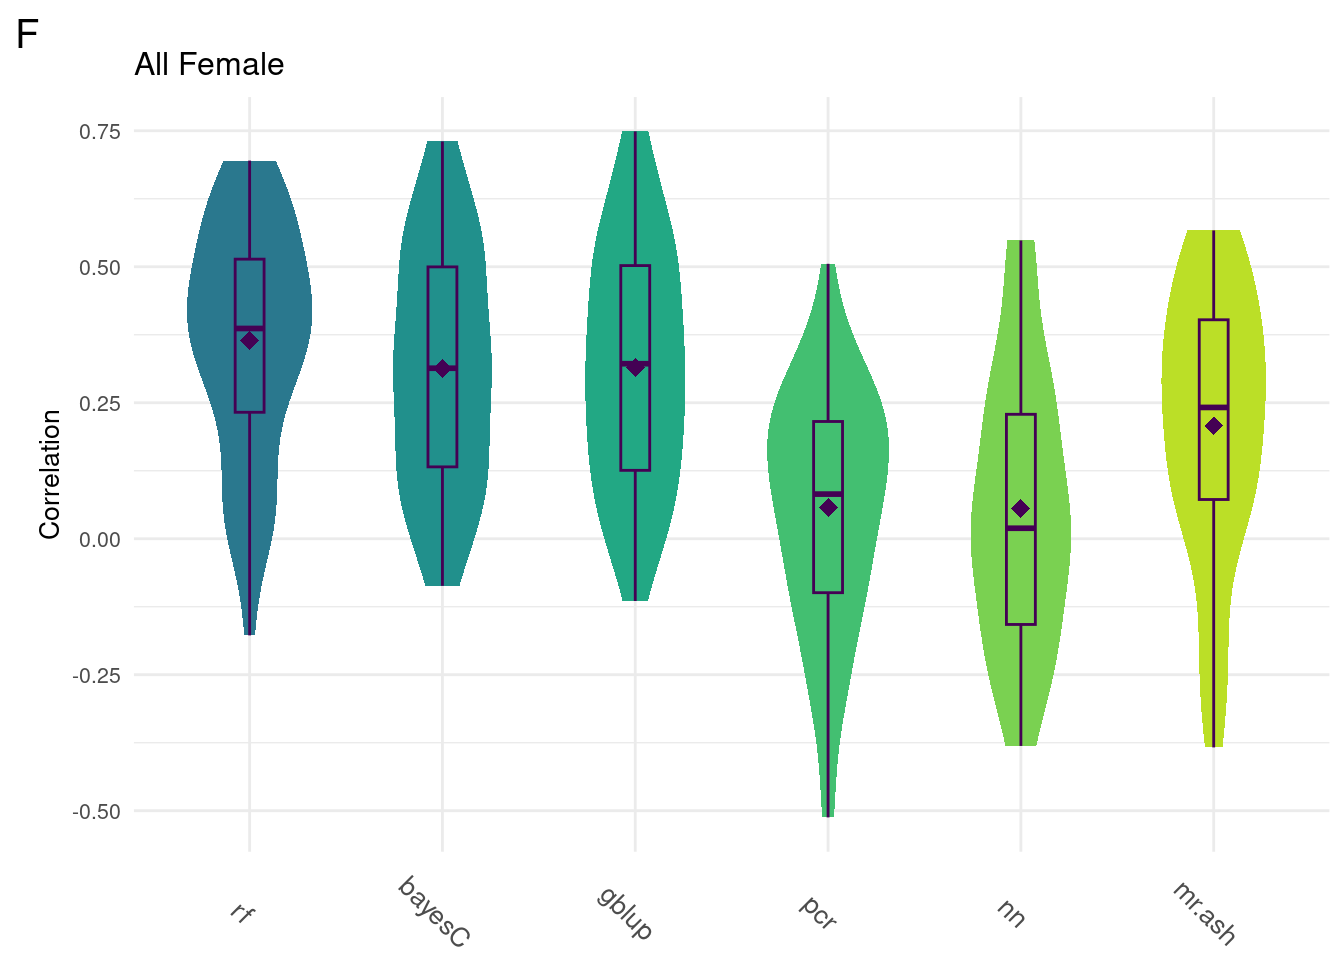 F
All Female
Correlation
0.75
0.50
0.25
0.00
-0.25
-0.50
rf
bayesC
gblup
pcr
nn
mr.ash